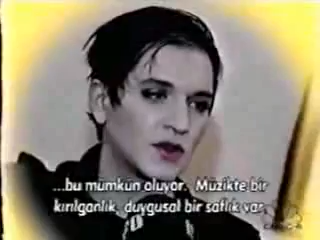 ...bu mümkün oluyor. Müzikte bir
kırılganlık, duygusal bir saflık var.